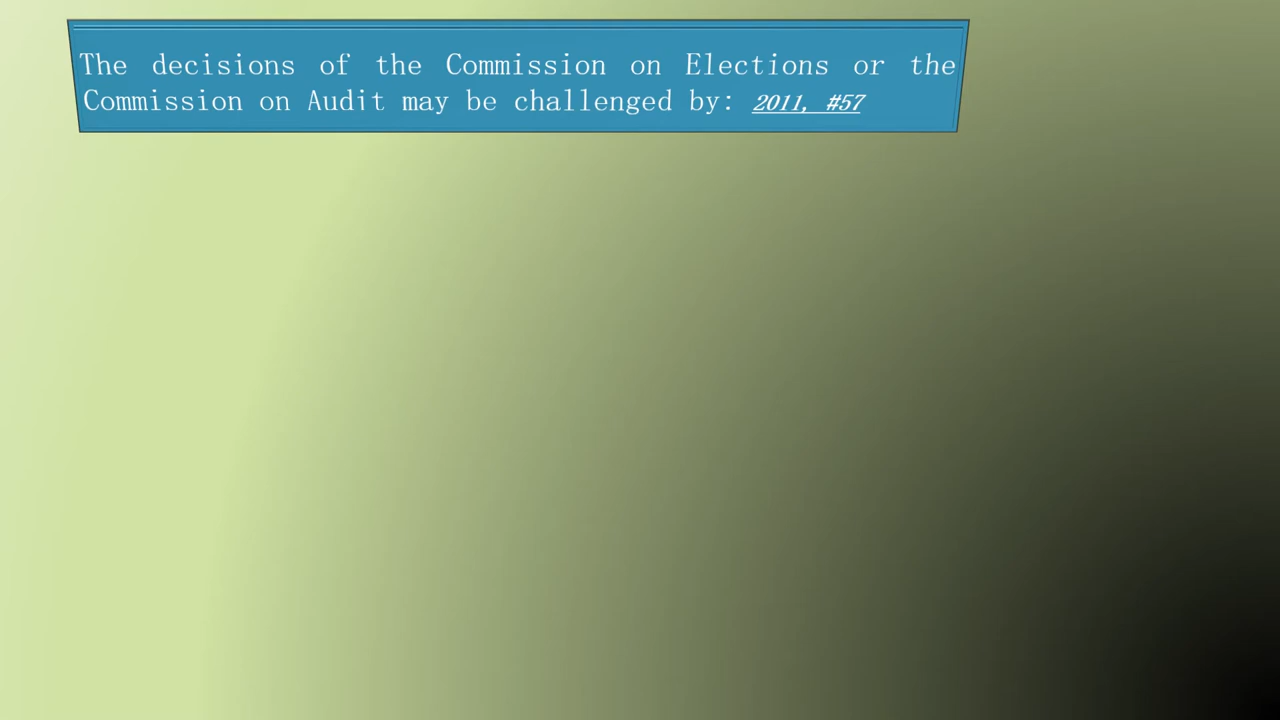 The decisions of the Commission on Elections or the
Commission on Audit may be challenged by: 2011, #57